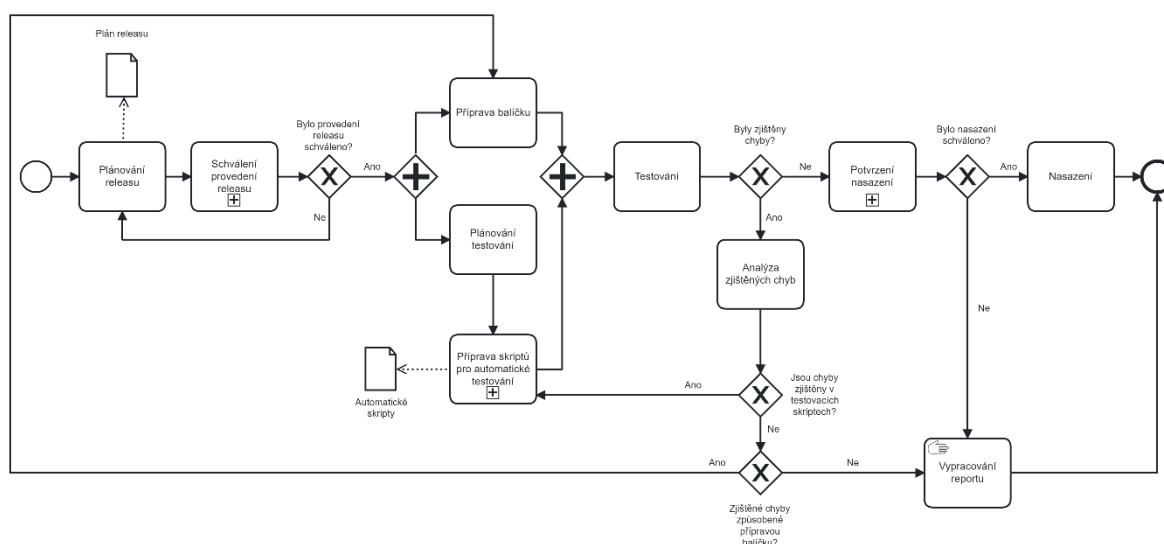 Plán releasu
Plánování
releasu
Schválení
provedení
releasu
Bylo provedení
releasu
schváleno?
Ano
Ne
Příprava balíčku
Plánování
testování
Příprava skriptů
pro automatické
testování
Automatické
skripty
Testování
Byly zjištěny
chyby?
Ne
Ano
Analýza
zjištěných chyb
Jsou chyby
zjištěny v
testovacích
skriptech?
Ano
Ne
Zjištěné chyby
způsobené
přípravou
balíčku?
Ano
Ne
Potvrzení
nasazení
Bylo nasazení
schváleno?
Ano
Ne
Nasazení
Vypracování
reportu